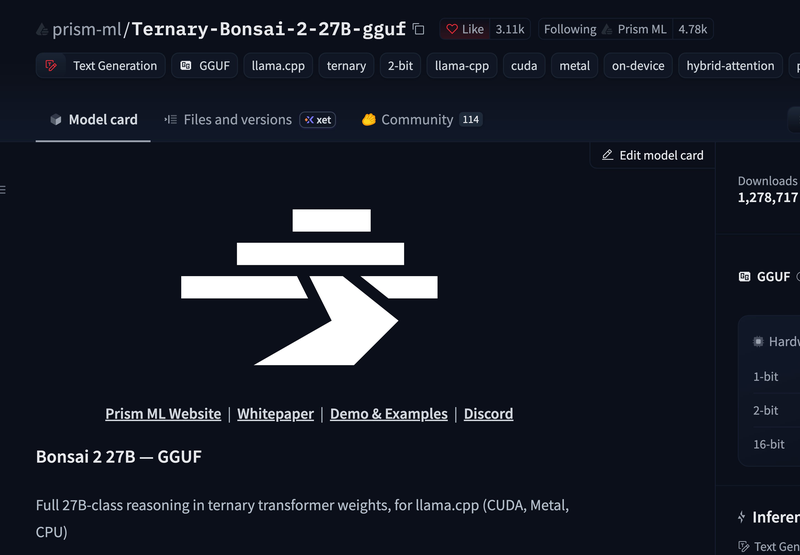 prism-ml/Ternary-Bonsai-2-27B-gguf Like 3.11k Following Prism ML 4.78k
Text Generation GGUF llama.cpp ternary 2-bit llama-cpp cuda metal on-device hybrid-attention
Model card Files and versions xet Community 114
Edit model card
Downloads
1,278,717
GGUF
Hardw
1-bit
2-bit
16-bit
Prism ML Website | Whitepaper | Demo & Examples | Discord
Bonsai 2 27B — GGUF
Full 27B-class reasoning in ternary transformer weights, for llama.cpp (CUDA, Metal,
CPU)
Inferen
Text Gen